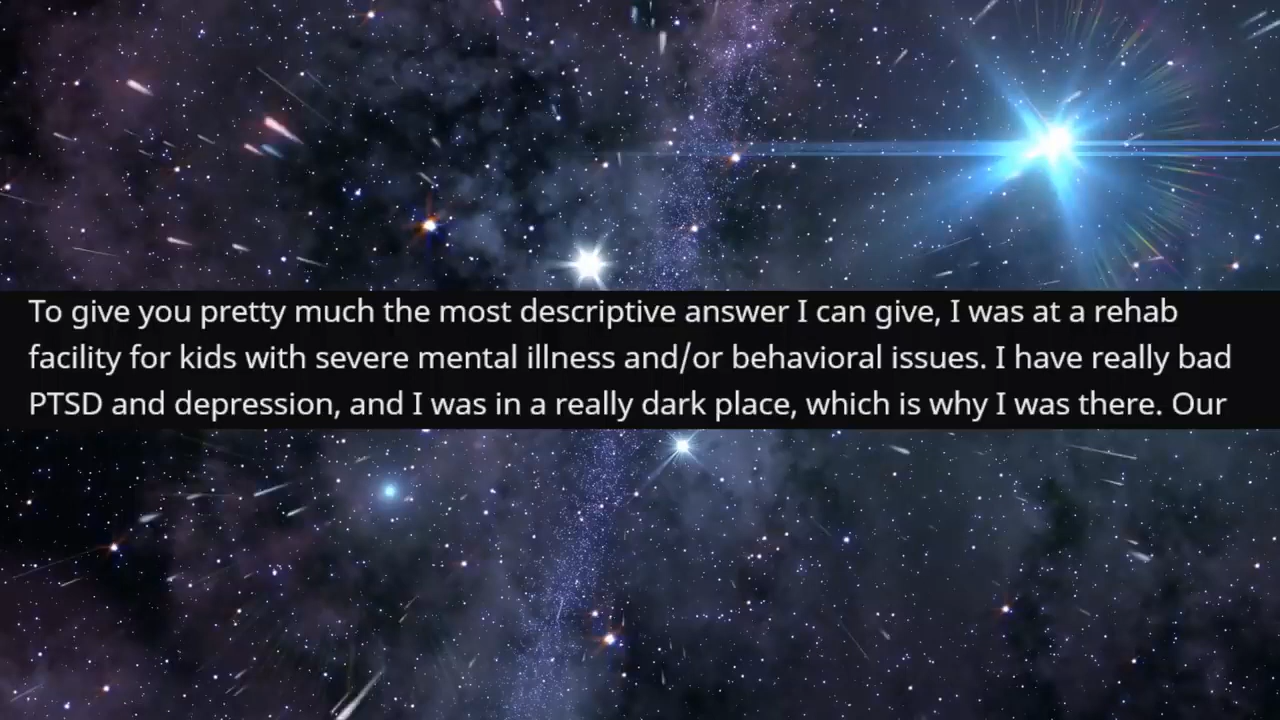 To give you pretty much the most descriptive answer I can give, I was at a rehab
facility for kids with severe mental illness and/or behavioral issues. I have really bad
PTSD and depression, and I was in a really dark place, which is why I was there. Our